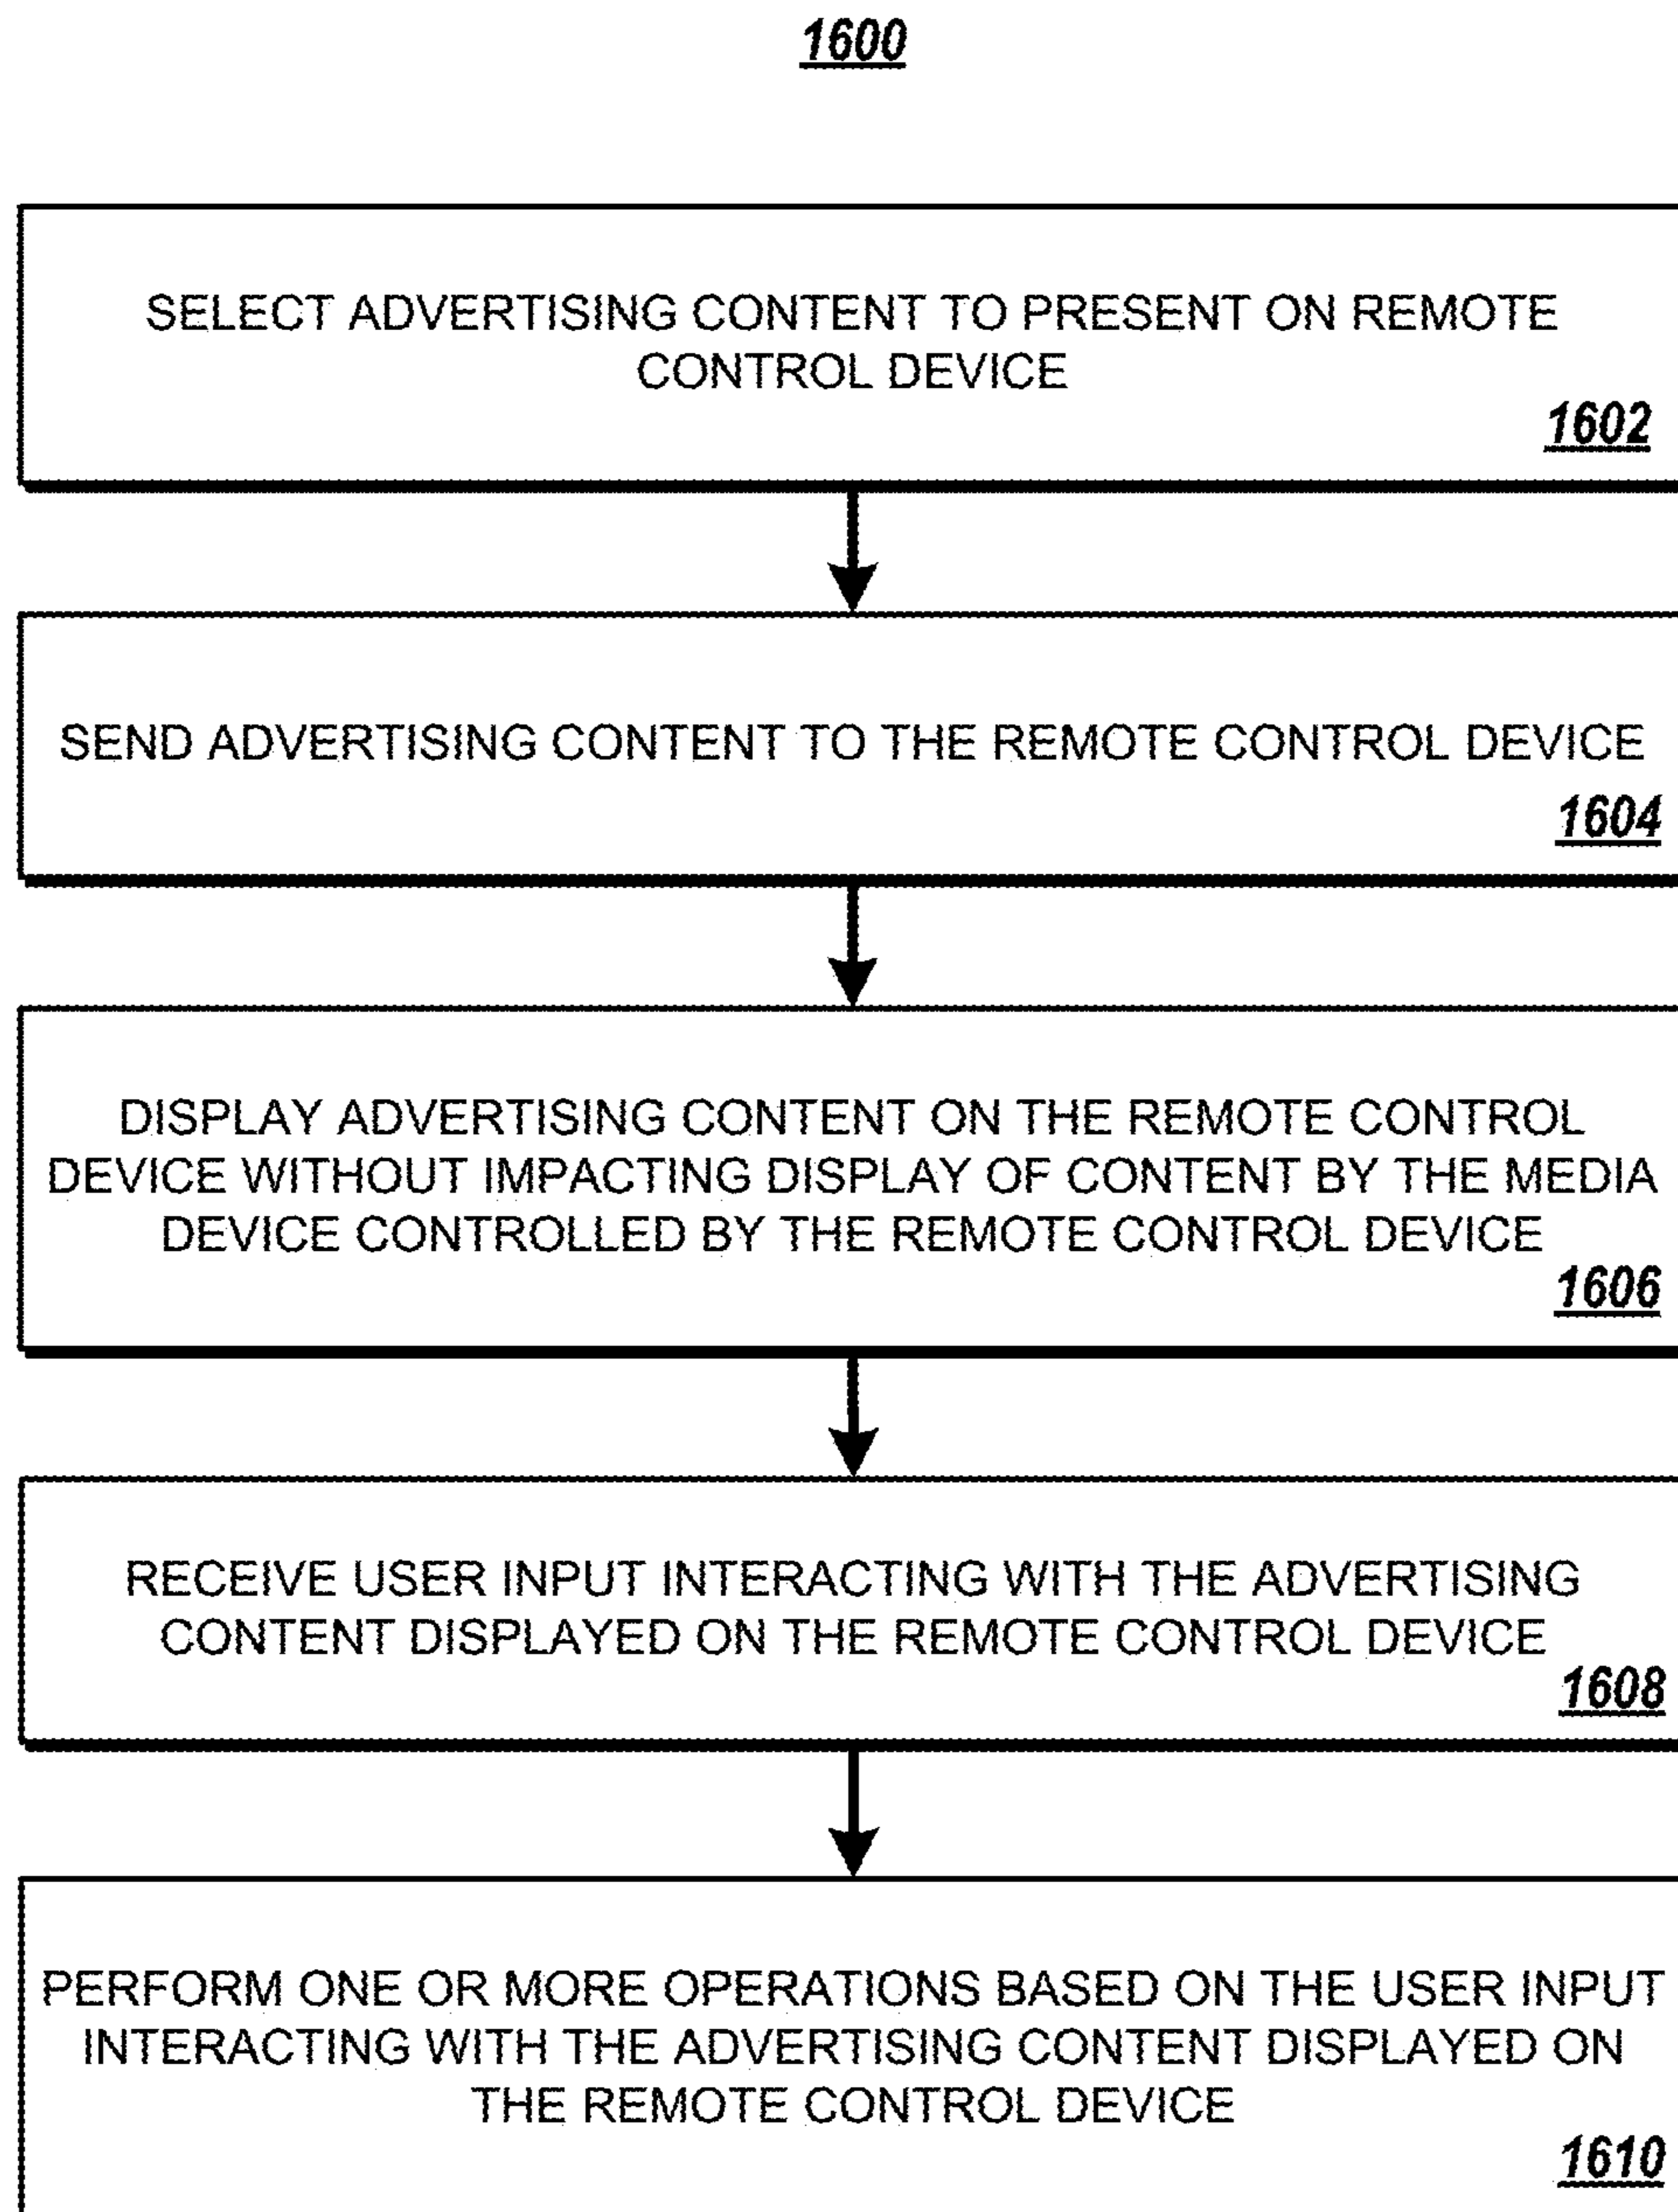 1600
SELECT ADVERTISING CONTENT TO PRESENT ON REMOTE
CONTROL DEVICE
1602
SEND ADVERTISING CONTENT TO THE REMOTE CONTROL DEVICE
1604
DISPLAY ADVERTISING CONTENT ON THE REMOTE CONTROL
DEVICE WITHOUT IMPACTING DISPLAY OF CONTENT BY THE MEDIA
DEVICE CONTROLLED BY THE REMOTE CONTROL DEVICE
1606
RECEIVE USER INPUT INTERACTING WITH THE ADVERTISING
CONTENT DISPLAYED ON THE REMOTE CONTROL DEVICE
1608
PERFORM ONE OR MORE OPERATIONS BASED ON THE USER INPUT
INTERACTING WITH THE ADVERTISING CONTENT DISPLAYED ON
THE REMOTE CONTROL DEVICE
1610